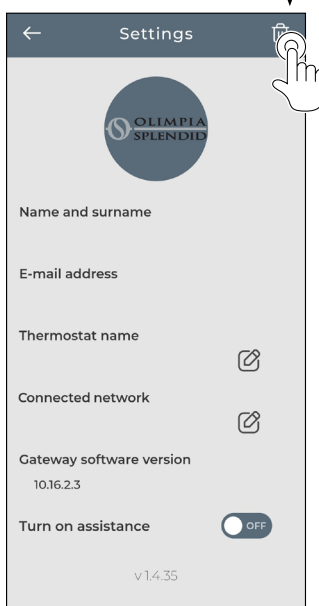 Settings
OLIMPIA
SPLENDID
Name and surname
E-mail address
Thermostat name
Connected network
Gateway software version
10.16.2.3
Turn on assistance
OFF
v 1.4.35